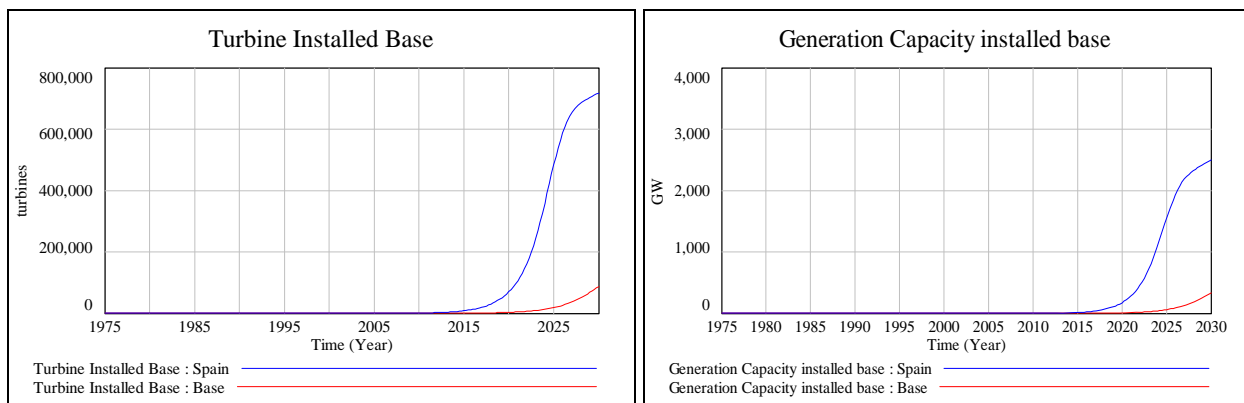 Turbine Installed Base
800,000
600,000
400,000
200,000
0
turbines
1975 1985 1995 2005 2015 2025
Time (Year)
Turbine Installed Base : Spain
Turbine Installed Base : Base
Generation Capacity installed base
4,000
3,000
2,000
1,000
0
GW
1975 1980 1985 1990 1995 2000 2005 2010 2015 2020 2025 2030
Time (Year)
Generation Capacity installed base : Spain
Generation Capacity installed base : Base